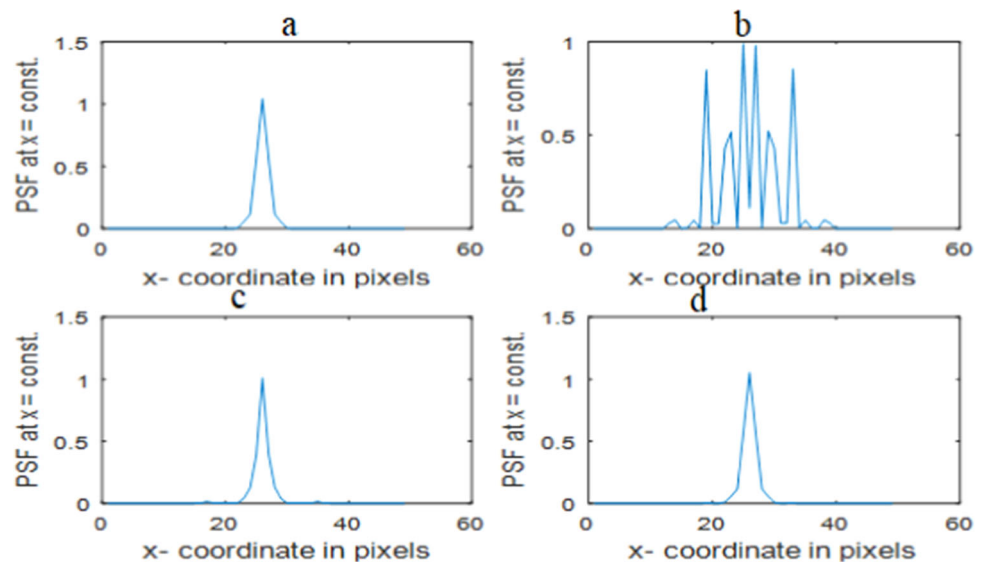 a
1.5
1
0.5
0
0 20 40 60
PSF at x = const.
x- coordinate in pixels
b
1
0.5
0
0 20 40 60
PSF at x = const.
x- coordinate in pixels
c
1.5
1
0.5
0
0 20 40 60
PSF at x = const.
x- coordinate in pixels
d
1.5
1
0.5
0
0 20 40 60
PSF at x = const.
x- coordinate in pixels